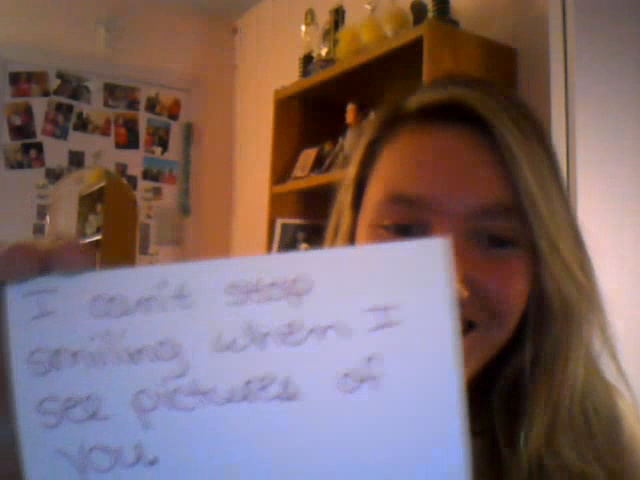 I can't stop
smiling when I
see pictures of
you.